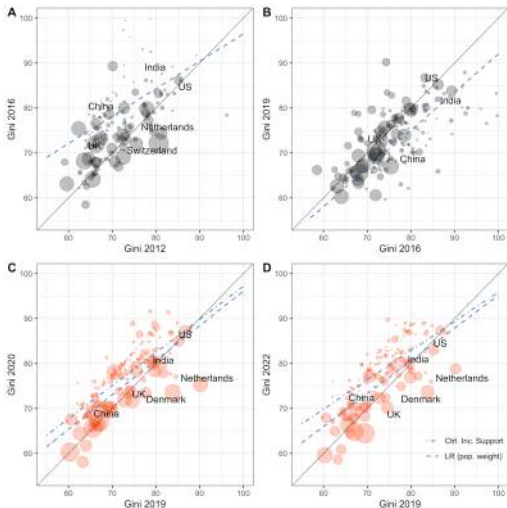 A
B
100
90
80
70
60
Gini 2016
India
US
China
Netherlands
UK
Switzerland
60 70 80 90 100
Gini 2012
100
90
80
70
60
Gini 2019
US
India
UK
China
60 70 80 90 100
Gini 2016
C
D
100
90
80
70
60
Gini 2020
US
India
Netherlands
UK
Denmark
China
60 70 80 90 100
Gini 2019
100
90
80
70
60
Gini 2022
US
India
Netherlands
China
Denmark
UK
Ctrl. Inc. Support
LR (pop. weight)
60 70 80 90 100
Gini 2019